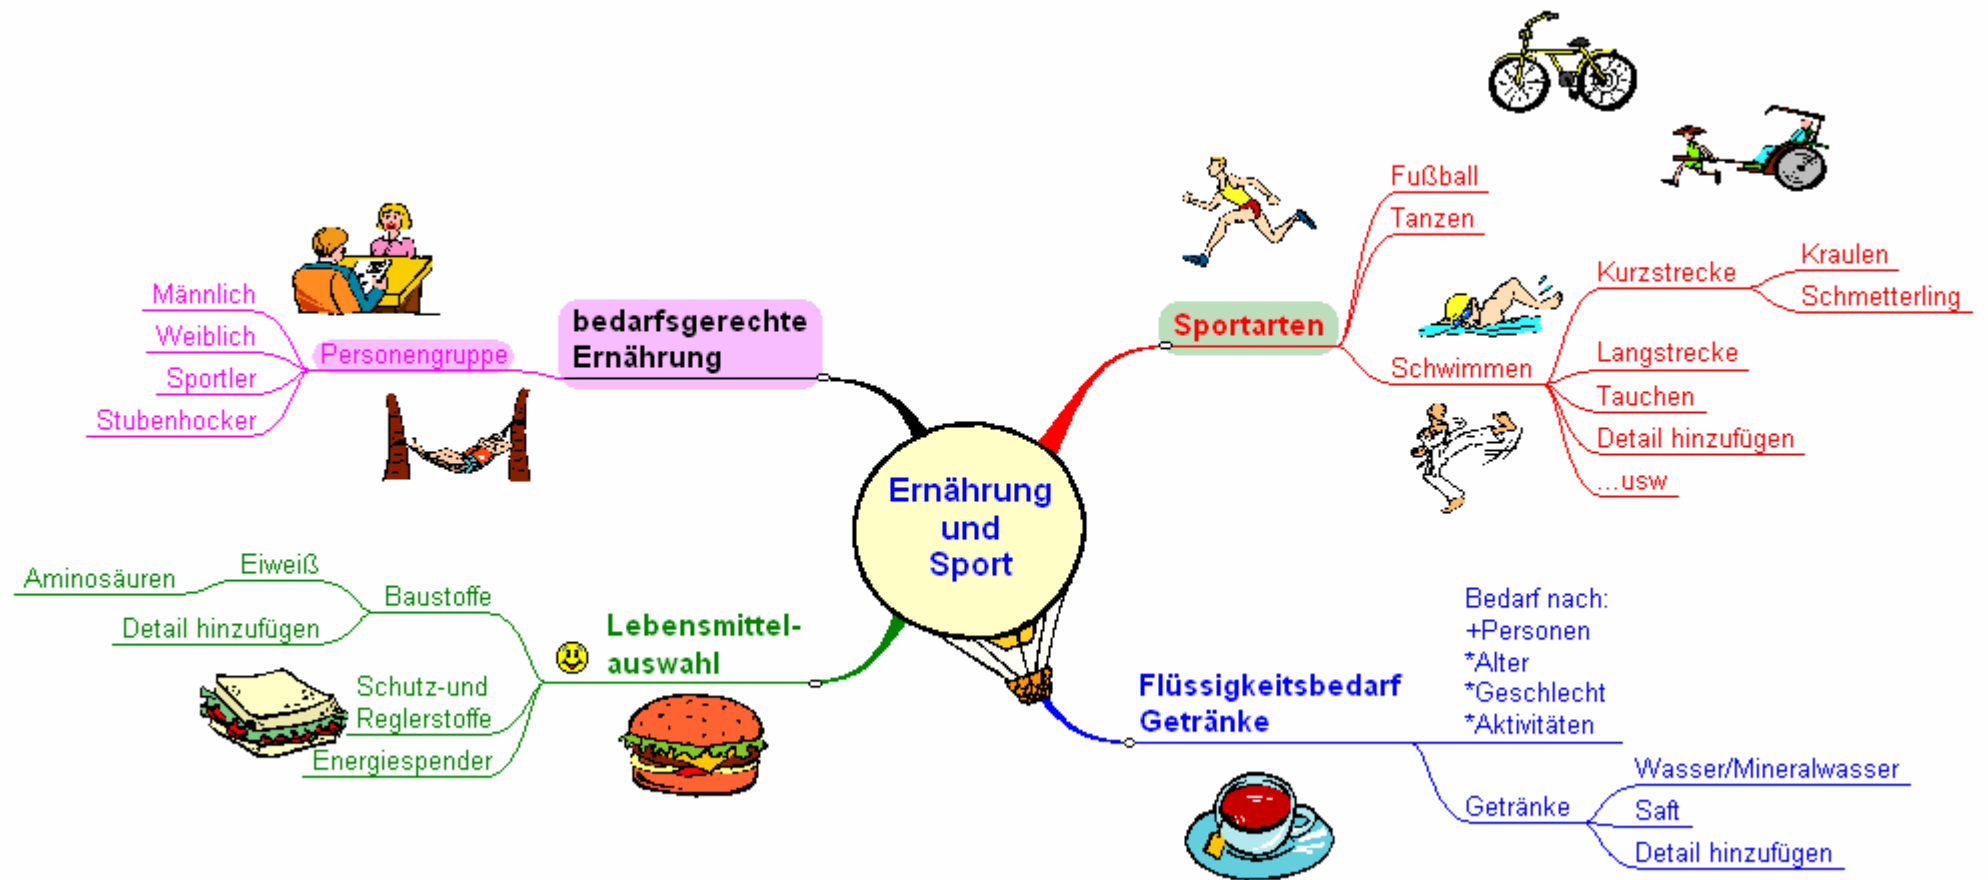 Ernährung
und
Sport
bedarfsgerechte
Ernährung
Personengruppe
Männlich
Weiblich
Sportler
Stubenhocker
Sportarten
Fußball
Tanzen
Schwimmen
Kurzstrecke
Kraulen
Schmetterling
Langstrecke
Tauchen
Detail hinzufügen
...usw
Lebensmittel-
auswahl
Baustoffe
Eiweiß
Aminosäuren
Detail hinzufügen
Schutz-und
Reglerstoffe
Energiespender
Flüssigkeitsbedarf
Getränke
Bedarf nach:
+Personen
*Alter
*Geschlecht
*Aktivitäten
Getränke
Wasser/Mineralwasser
Saft
Detail hinzufügen